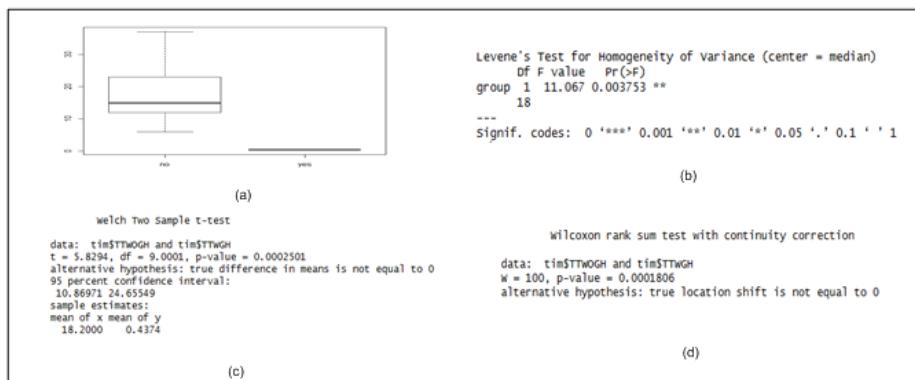 30
20
10
0
no yes
(a)
Levene's Test for Homogeneity of Variance (center = median)
Df F value Pr(>F)
group 1 11.067 0.003753 **
18
---
Signif. codes: 0 '***' 0.001 '**' 0.01 '*' 0.05 '.' 0.1 ' ' 1
(b)
Welch Two Sample t-test
data: tim$TTWOGH and tim$TTWGH
t = 5.8294, df = 9.0001, p-value = 0.0002501
alternative hypothesis: true difference in means is not equal to 0
95 percent confidence interval:
10.86971 24.65549
sample estimates:
mean of x mean of y
18.2000 0.4374
(c)
Wilcoxon rank sum test with continuity correction
data: tim$TTWOGH and tim$TTWGH
W = 100, p-value = 0.0001806
alternative hypothesis: true location shift is not equal to 0
(d)